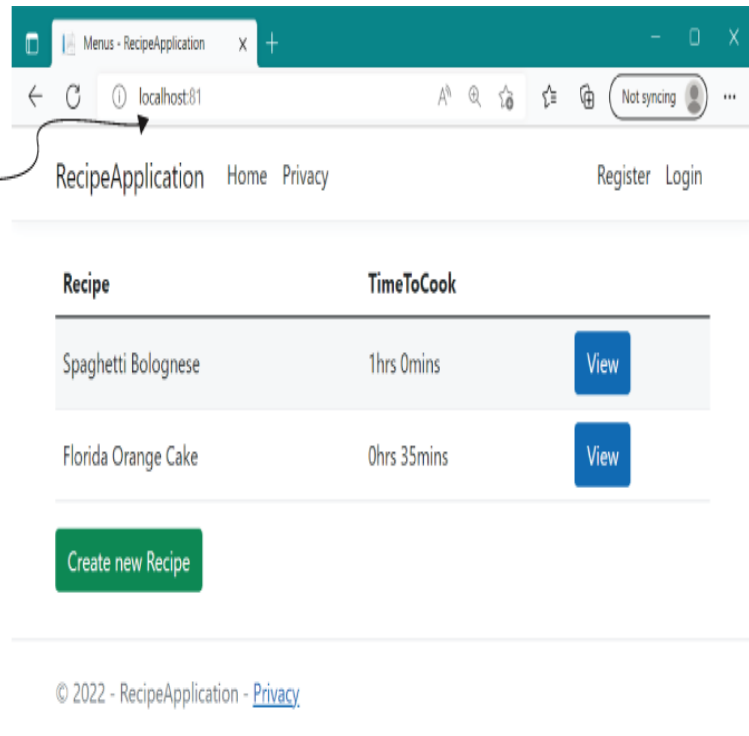 Menus - RecipeApplication
localhost:81 Not syncing
RecipeApplication Home Privacy Register Login
Recipe TimeToCook
Spaghetti Bolognese 1hrs 0mins View
Florida Orange Cake 0hrs 35mins View
Create new Recipe
© 2022 - RecipeApplication - Privacy